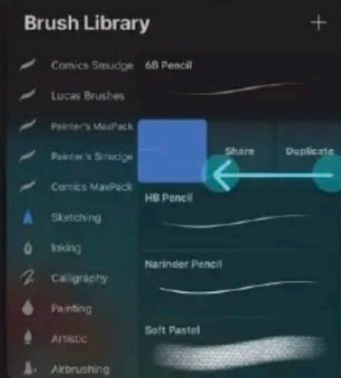 Brush Library
Comics Smudge
Lucas Brushes
Painter's MaxPack
Painter's Smudge
Comics MaxPack
Sketching
Inking
Calligraphy
Painting
Artistic
Airbrushing
6B Pencil
Share
Duplicate
HB Pencil
Narinder Pencil
Soft Pastel